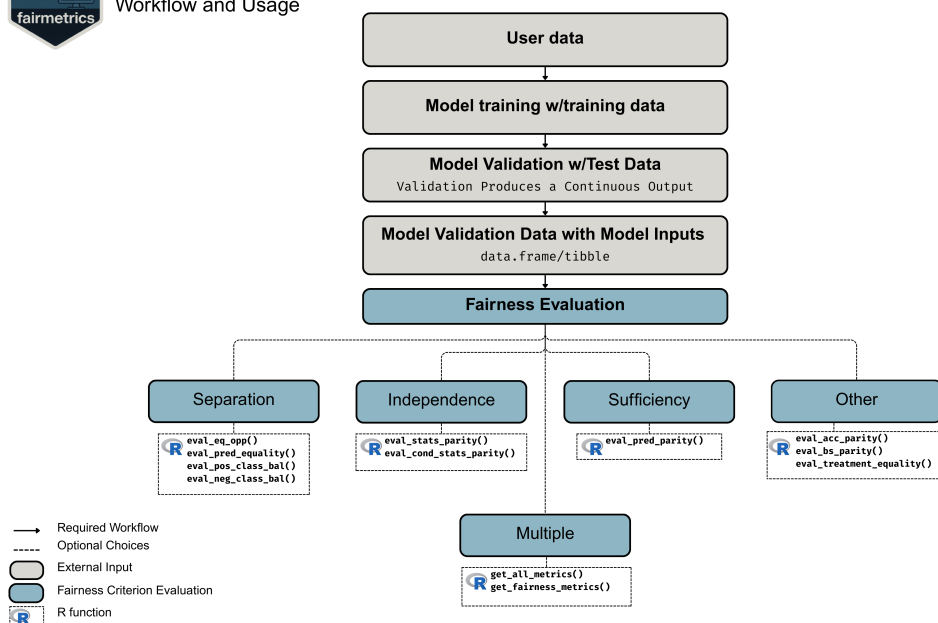 Workflow and Usage
fairmetrics
User data
Model training w/training data
Model Validation w/Test Data
Validation Produces a Continuous Output
Model Validation Data with Model Inputs
data.frame/tibble
Fairness Evaluation
Separation
eval_eq_opp()
eval_pred_equality()
eval_pos_class_bal()
eval_neg_class_bal()
Independence
eval_stats_parity()
eval_cond_stats_parity()
Sufficiency
eval_pred_parity()
Other
eval_acc_parity()
eval_bs_parity()
eval_treatment_equality()
Multiple
get_all_metrics()
get_fairness_metrics()
Required Workflow
Optional Choices
External Input
Fairness Criterion Evaluation
R function